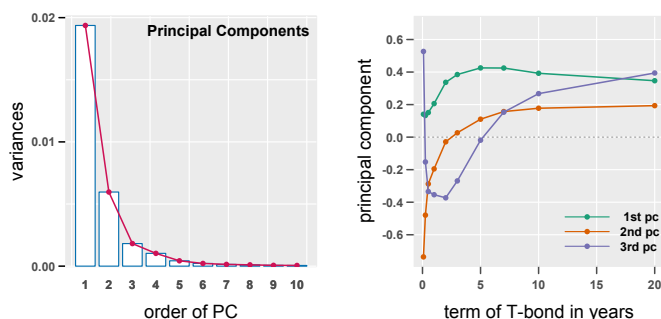 Principal Components
variances
0.02
0.01
0.00
1 2 3 4 5 6 7 8 9 10
order of PC
principal component
0.6
0.4
0.2
0.0
-0.2
-0.4
-0.6
1st pc
2nd pc
3rd pc
0 5 10 15 20
term of T-bond in years